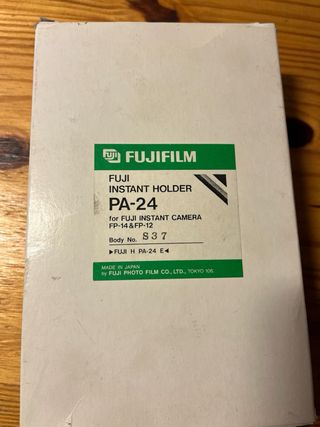 FUJI FUJIFILM
FUJI
INSTANT HOLDER
PA-24
for FUJI INSTANT CAMERA
FP-14&FP-12
Body No. 837
▶FUJI H PA-24 E◀
MADE IN JAPAN
by FUJI PHOTO FILM CO., LTD., TOKYO 106.